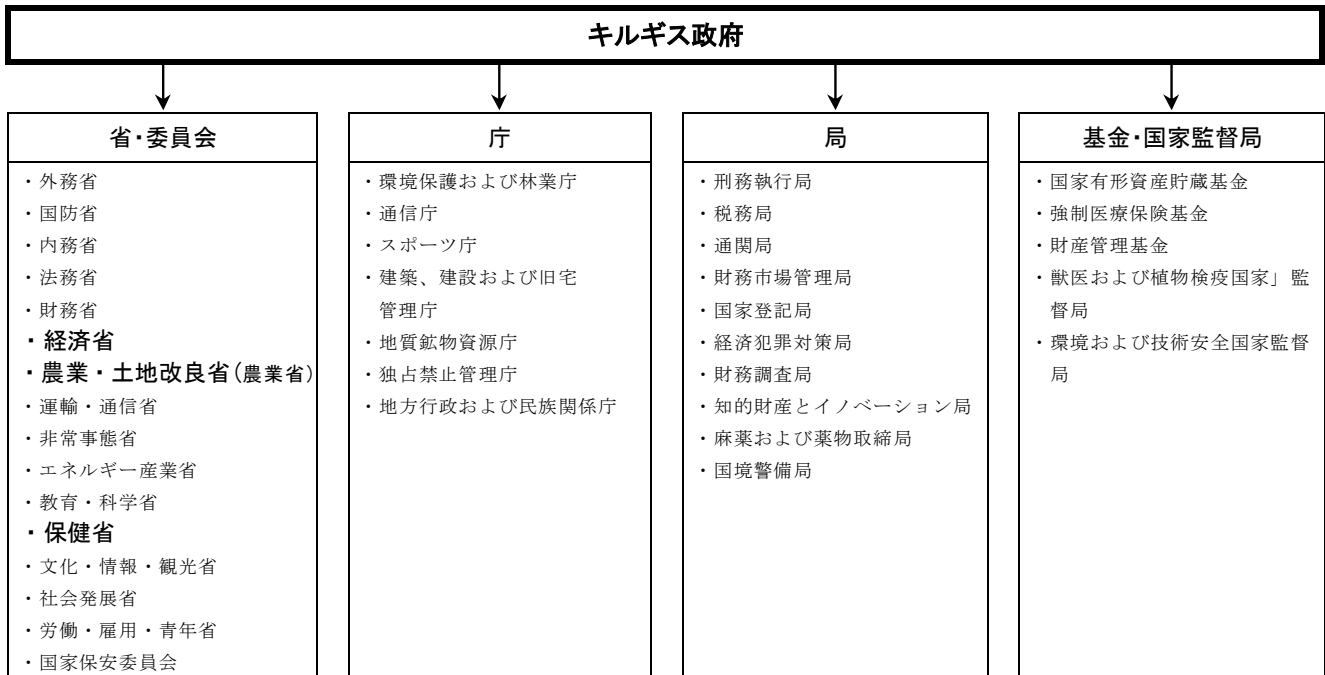 キルギス政府
省・委員会
・外務省
・国防省
・内務省
・法務省
・財務省
・経済省
・農業・土地改良省(農業省)
・運輸・通信省
・非常事態省
・エネルギー産業省
・教育・科学省
・保健省
・文化・情報・観光省
・社会発展省
・労働・雇用・青年省
・国家保安委員会
庁
・環境保護および林業庁
・通信庁
・スポーツ庁
・建築、建設および旧宅
管理庁
・地質鉱物資源庁
・独占禁止管理庁
・地方行政および民族関係庁
局
・刑務執行局
・税務局
・通関局
・財務市場管理局
・国家登記局
・経済犯罪対策局
・財務調査局
・知的財産とイノベーション局
・麻薬および薬物取締局
・国境警備局
基金・国家監督局
・国家有形資産貯蔵基金
・強制医療保険基金
・財産管理基金
・獣医および植物検疫国家」監
督局
・環境および技術安全国家監督
局